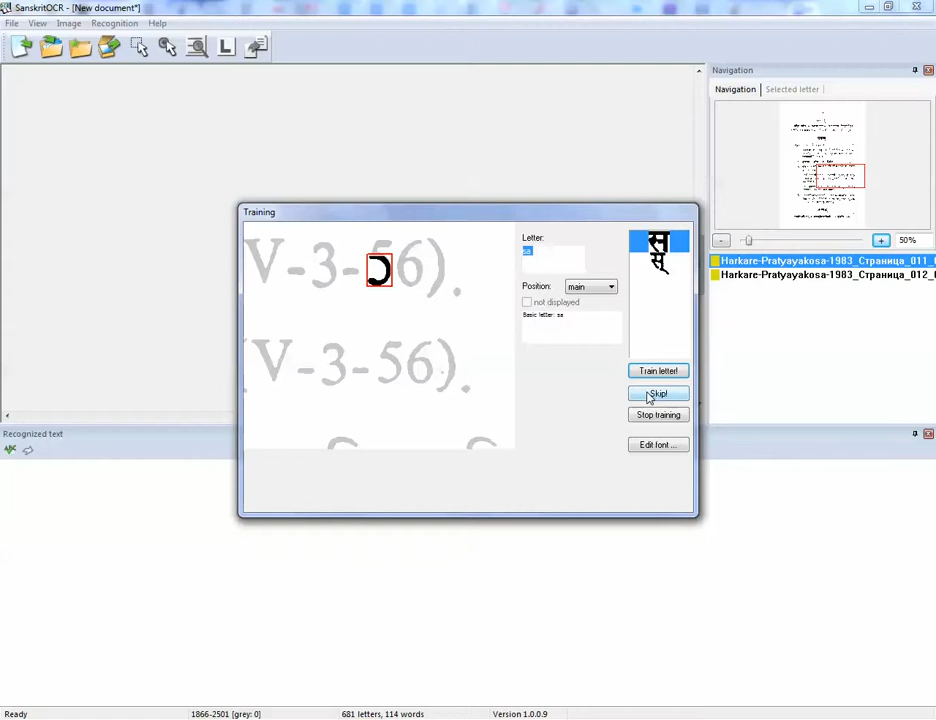 SanskritOCR - [New document*]
File View Image Recognition Help
L
Navigation
Navigation Selected letter
- + 50%
Harkare-Pratyayakosa-1983_Страница_011_
Harkare-Pratyayakosa-1983_Страница_012_
Training
V-3-56).
(V-3-56).
Letter:
sa
Position: main
not displayed
Basic letter: sa
स
सृ
Train letter!
Skip!
Stop training
Edit font ...
Recognized text
Ready 1866-2501 [grey: 0] 681 letters, 114 words Version 1.0.0.9